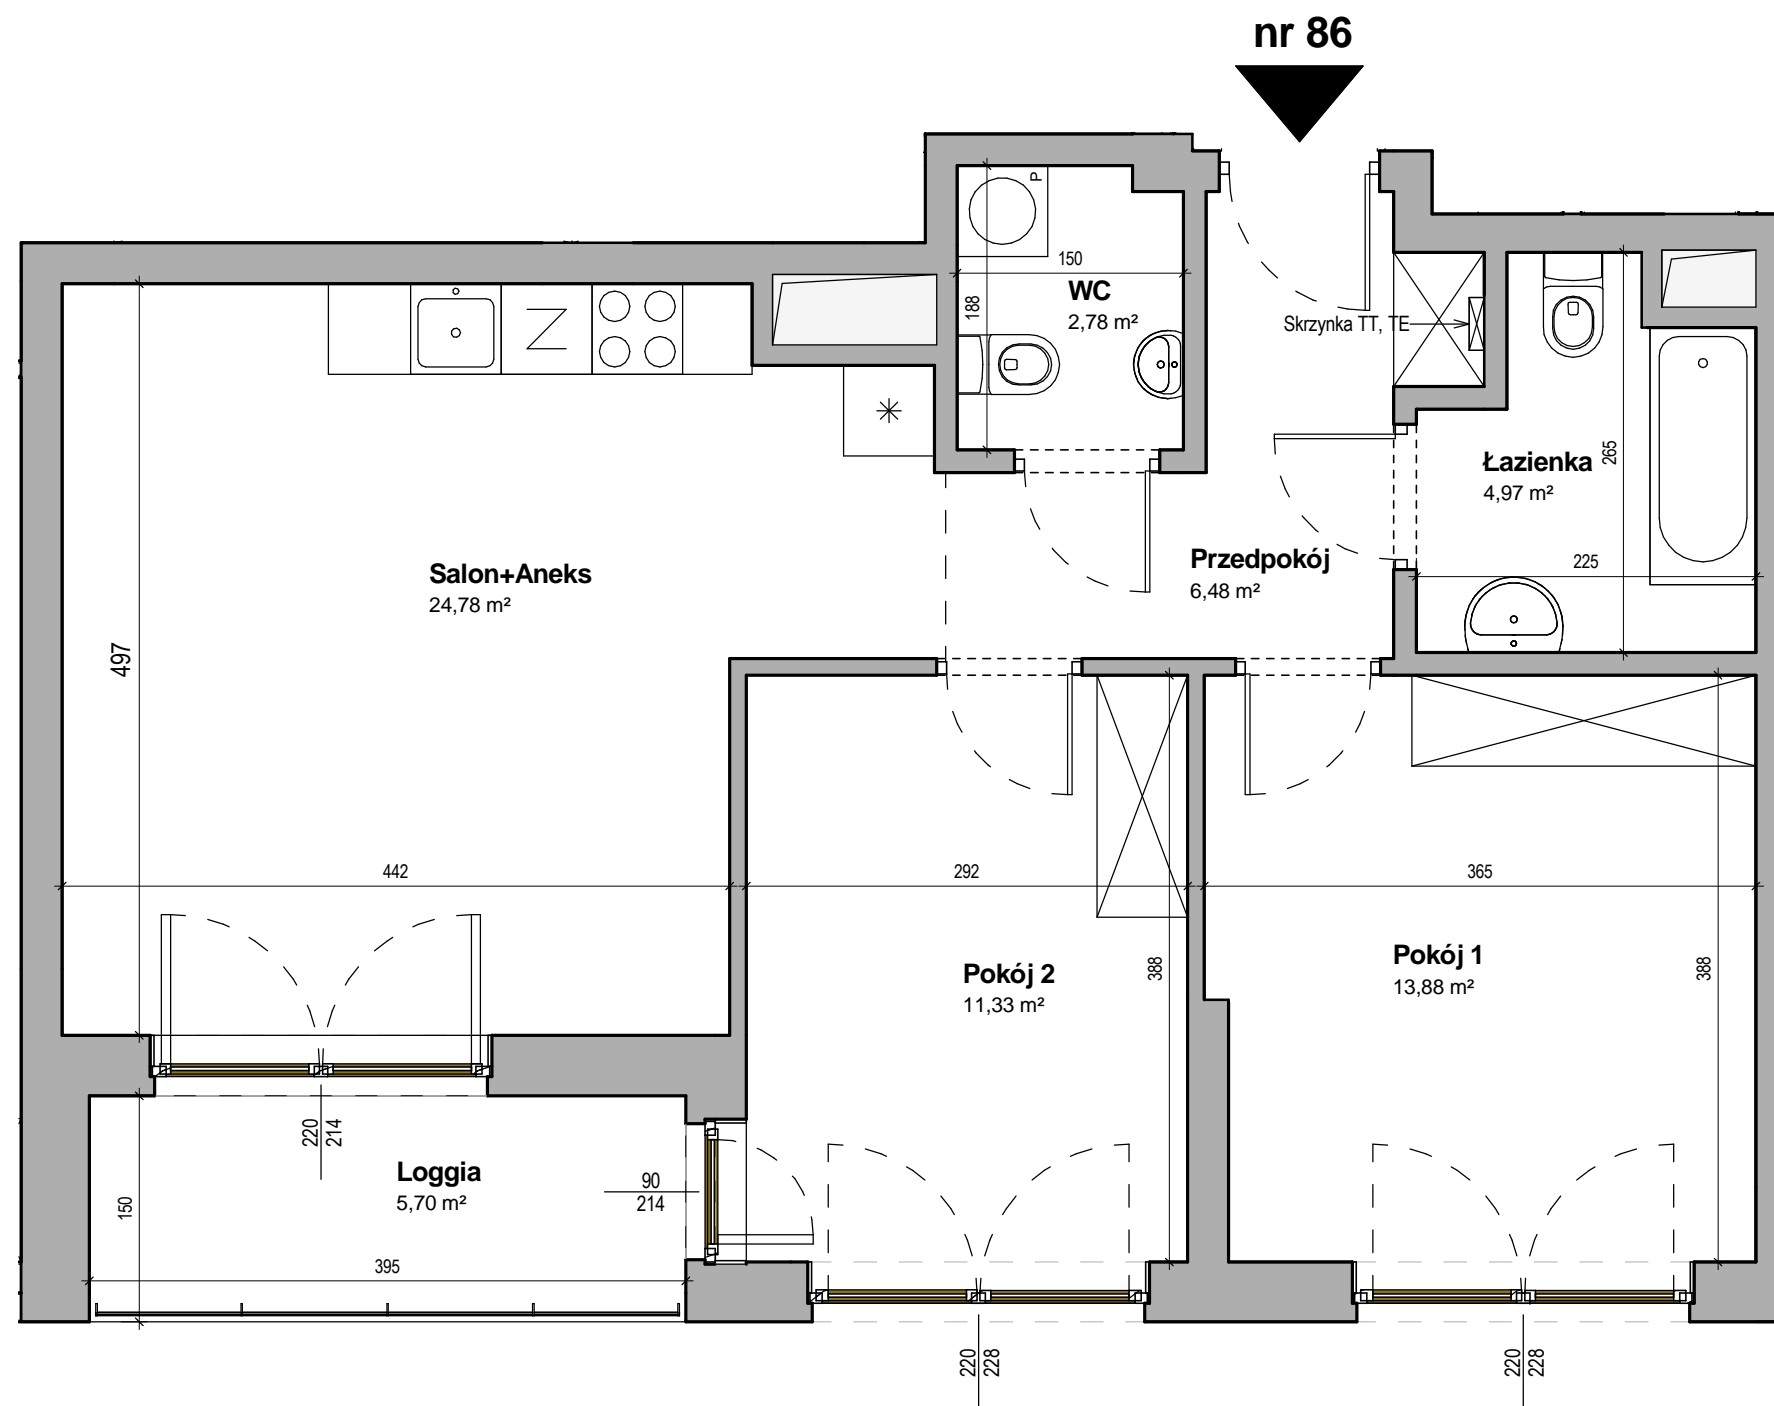 nr 86
P
150
WC
188
2,78 m²
Skrzynka TT, TE
Łazienka
4,97 m²
265
225
Przedpokój
6,48 m²
Salon+Aneks
24,78 m²
497
442
292
365
Pokój 2
11,33 m²
388
Pokój 1
13,88 m²
388
220
214
Loggia
5,70 m²
90
214
150
395
220
228
220
228